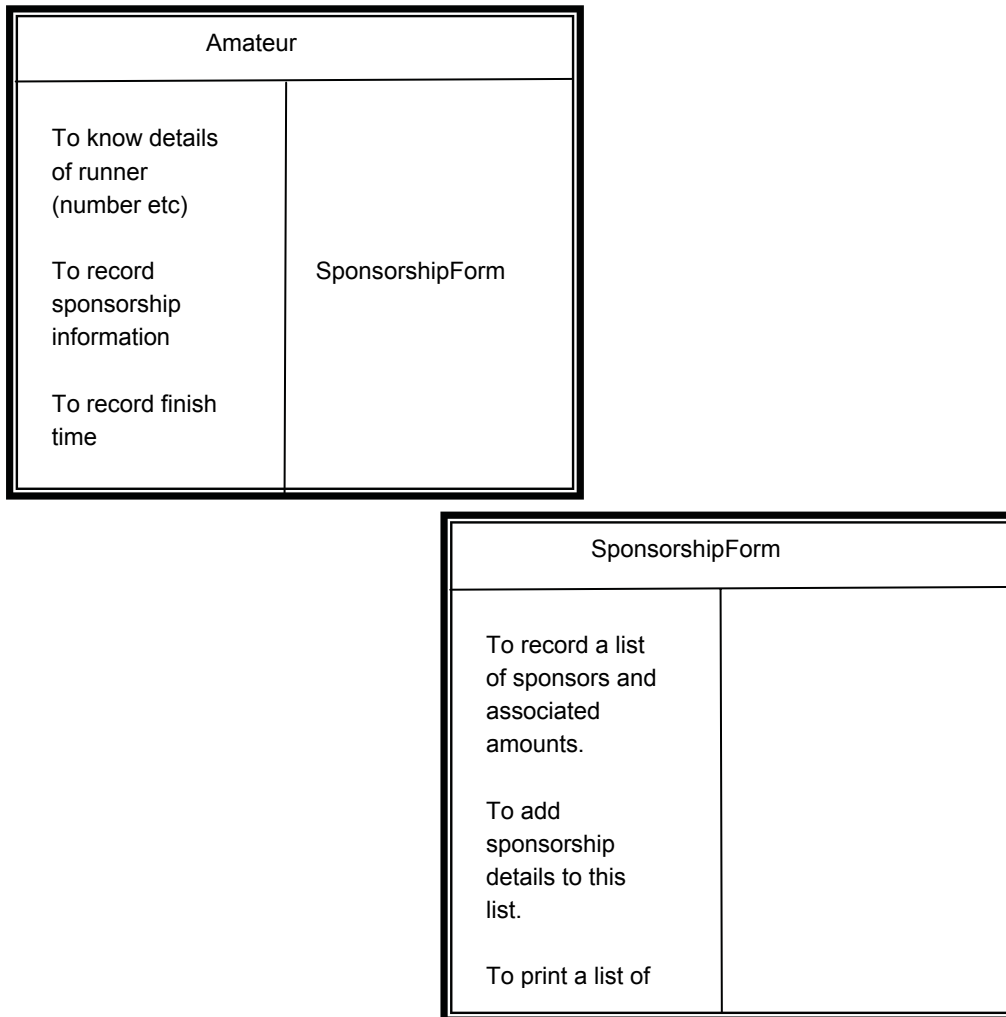 Amateur
To know details
of runner
(number etc)
To record
sponsorship
information
To record finish
time
SponsorshipForm
SponsorshipForm
To record a list
of sponsors and
associated
amounts.
To add
sponsorship
details to this
list.
To print a list of